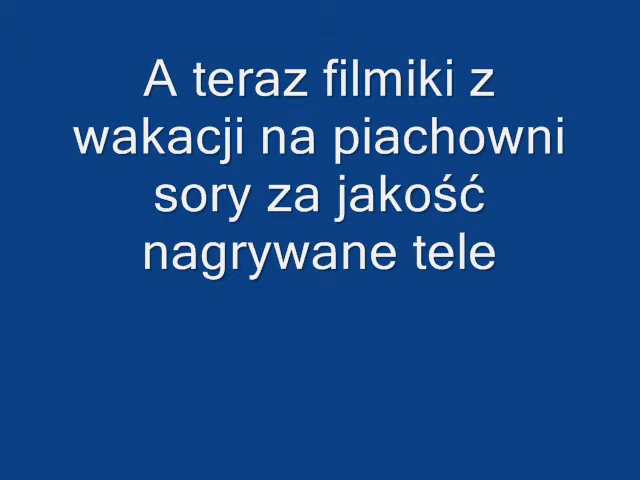 A teraz filmiki z
wakacji na piachowni
sory za jakość
nagrywane tele